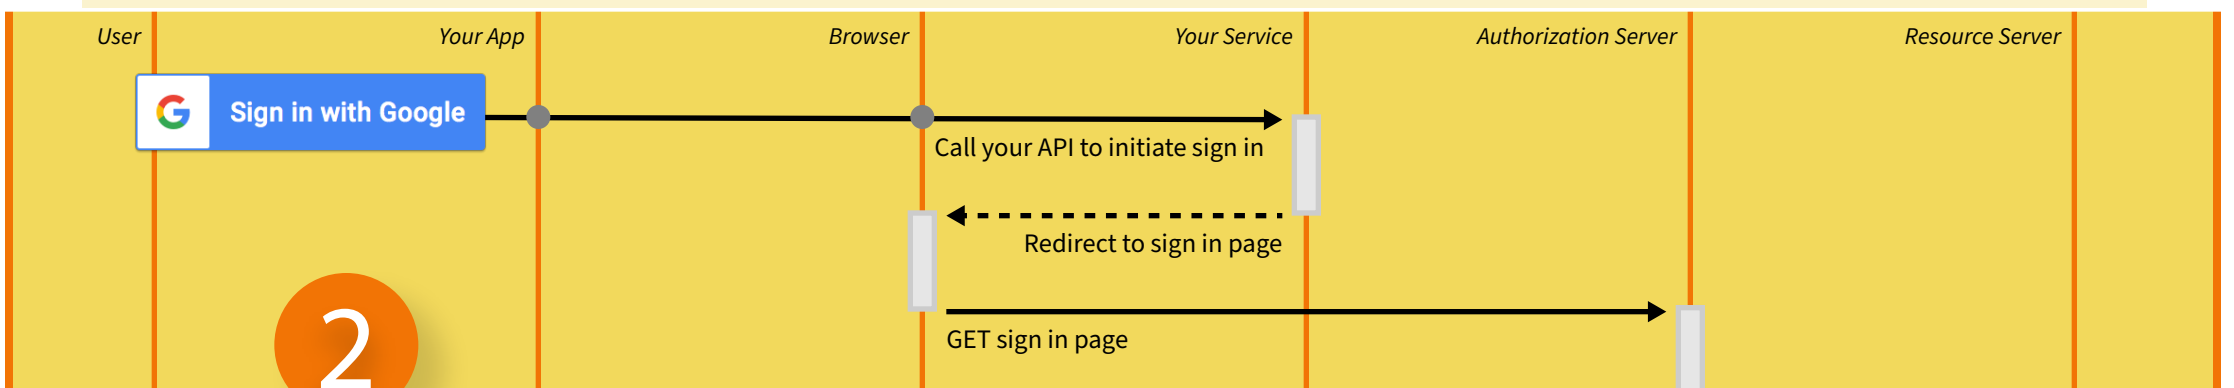 User
Your App
Browser
Your Service
Authorization Server
Resource Server
Sign in with Google
Call your API to initiate sign in
Redirect to sign in page
2
GET sign in page